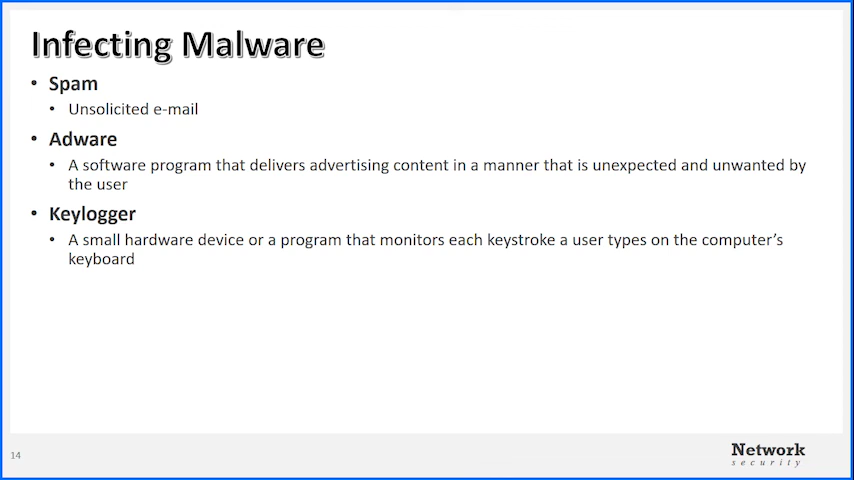 Infecting Malware
• Spam
• Unsolicited e-mail
• Adware
• A software program that delivers advertising content in a manner that is unexpected and unwanted by
the user
• Keylogger
• A small hardware device or a program that monitors each keystroke a user types on the computer's
keyboard
14
Network
security